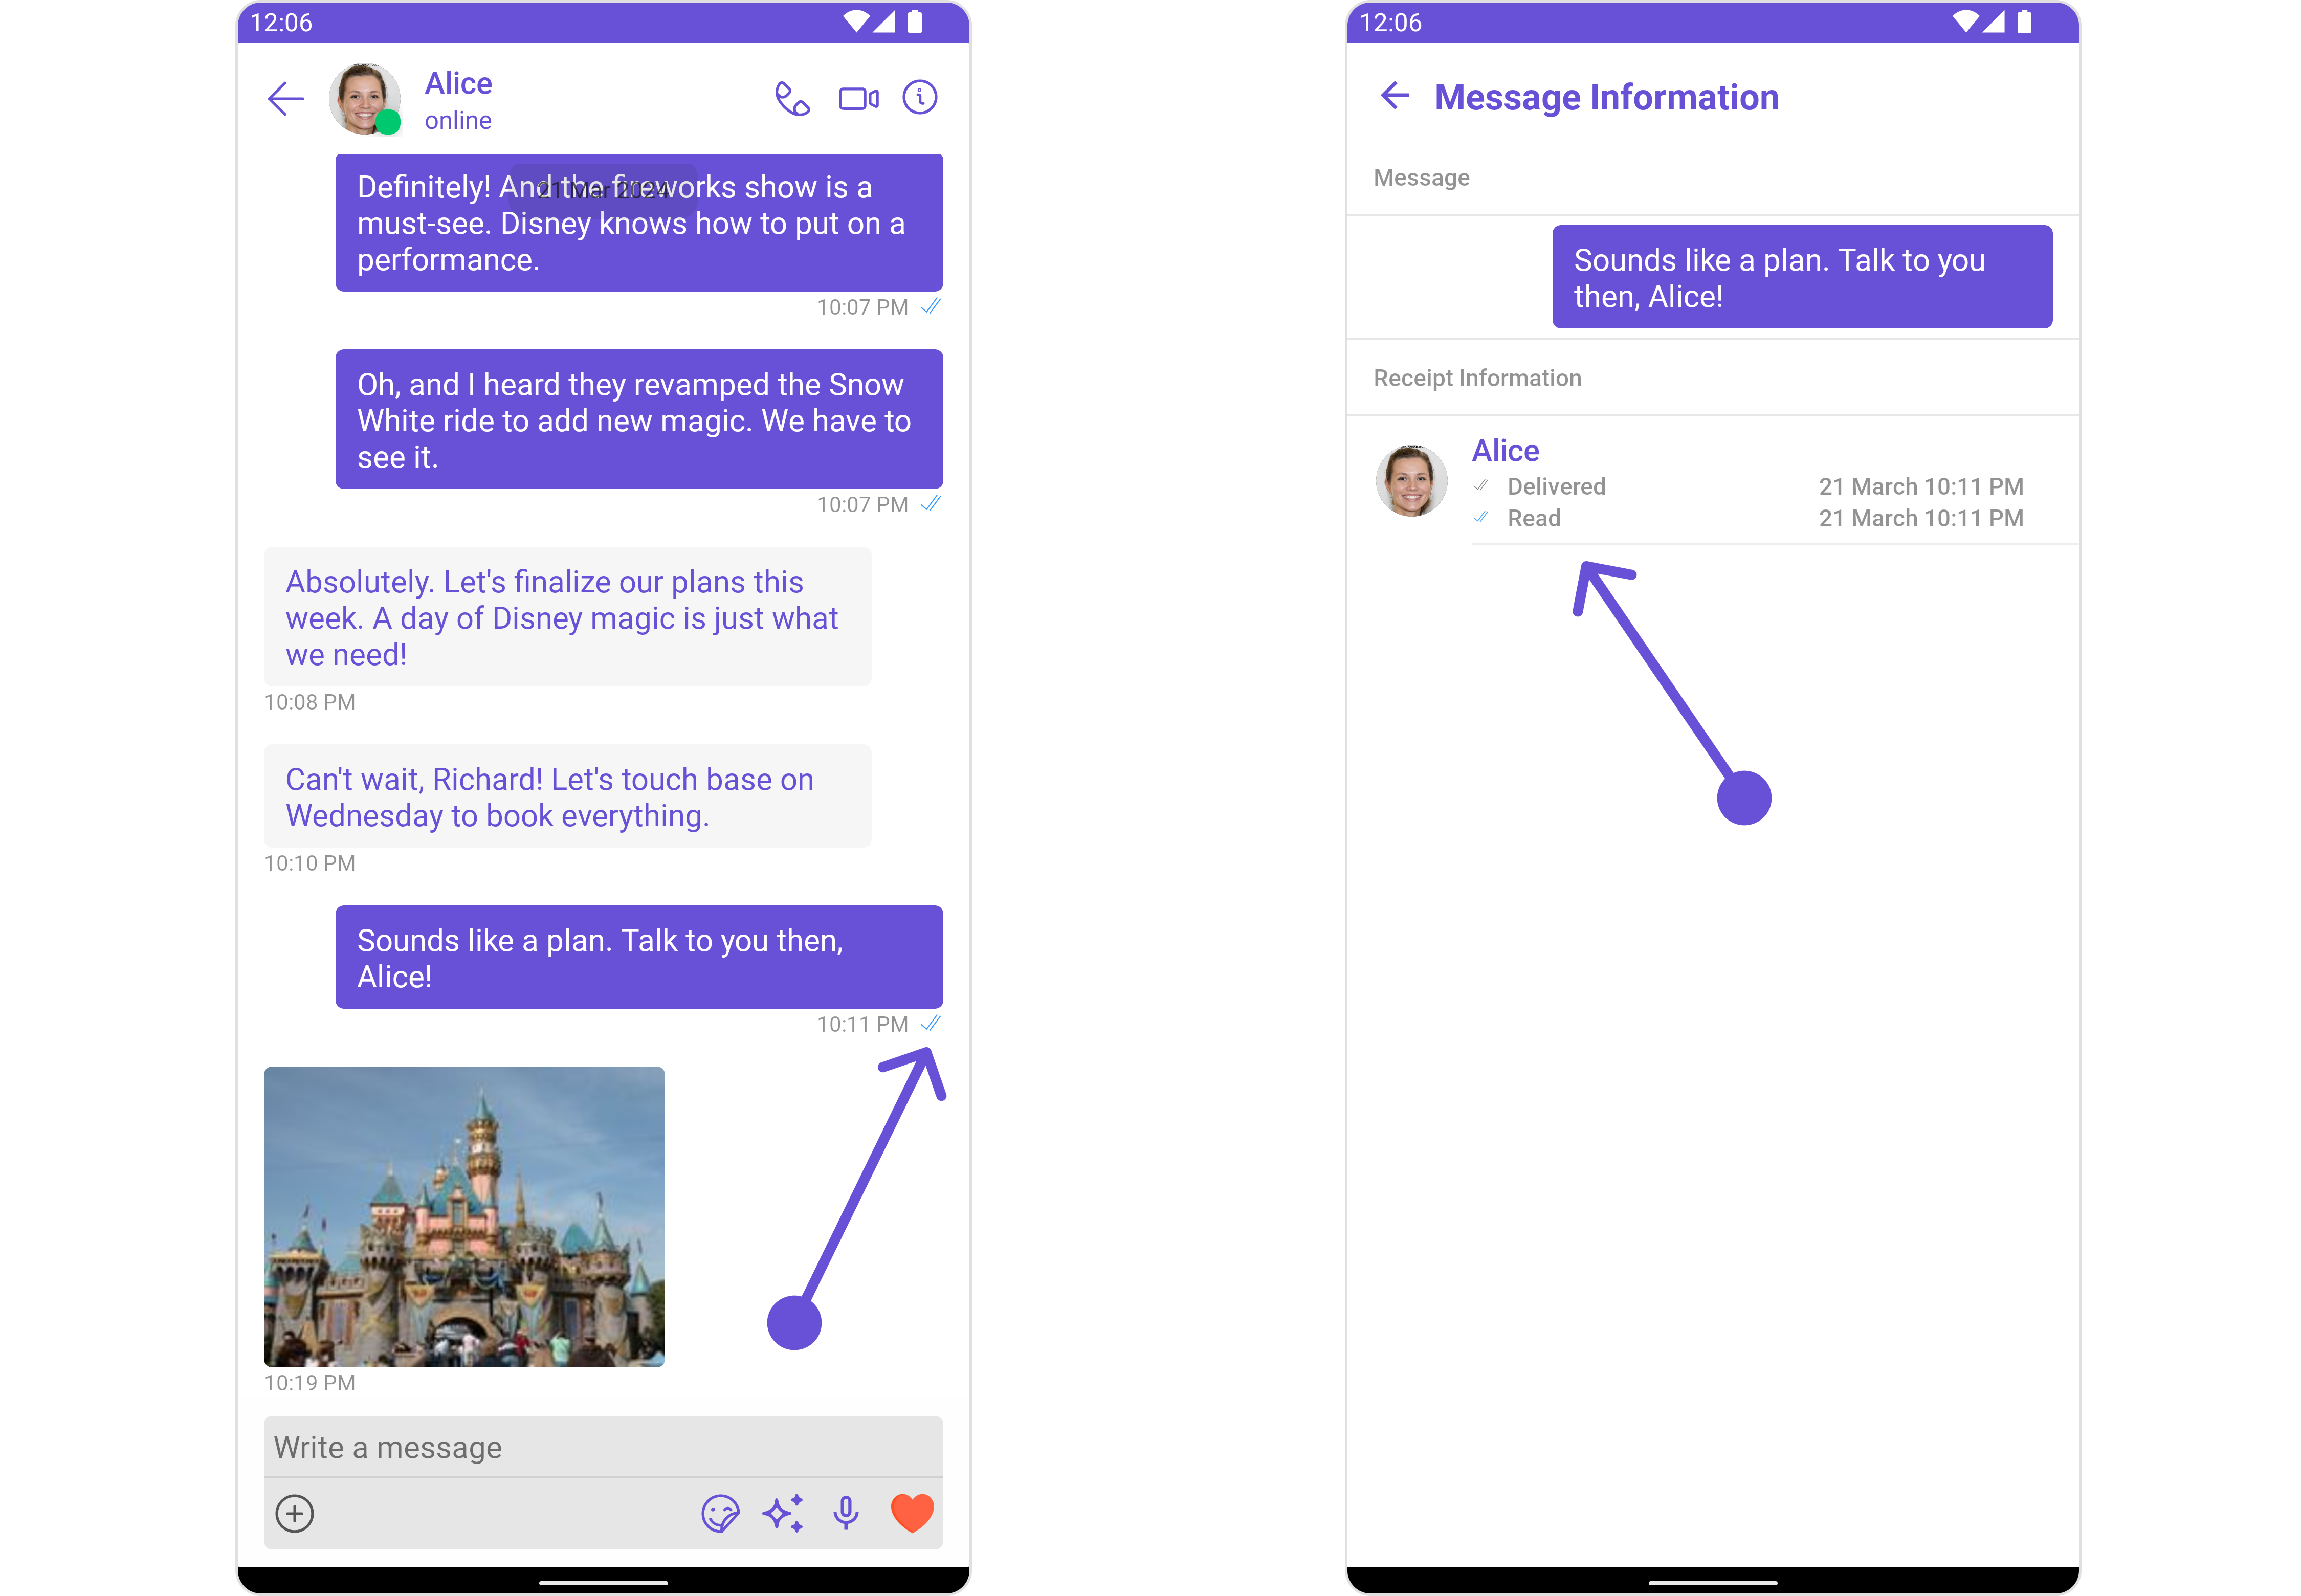 12:06
Alice
online
21 Mar 2024
Definitely! And the fireworks show is a
must-see. Disney knows how to put on a
performance.
10:07 PM
Oh, and I heard they revamped the Snow
White ride to add new magic. We have to
see it.
10:07 PM
Absolutely. Let's finalize our plans this
week. A day of Disney magic is just what
we need!
10:08 PM
Can't wait, Richard! Let's touch base on
Wednesday to book everything.
10:10 PM
Sounds like a plan. Talk to you then,
Alice!
10:11 PM
10:19 PM
Write a message
12:06
Message Information
Message
Sounds like a plan. Talk to you
then, Alice!
Receipt Information
Alice
Delivered 21 March 10:11 PM
Read 21 March 10:11 PM